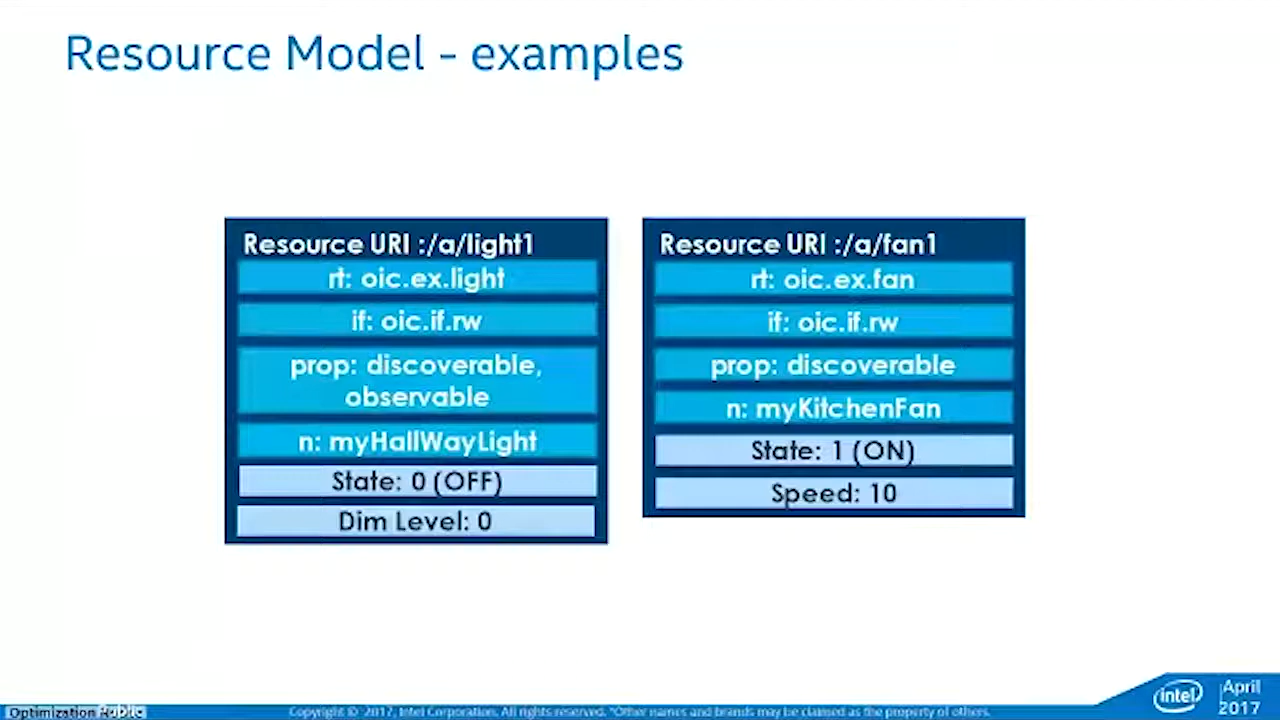 Resource Model - examples
Resource URI :/a/light1
rt: oic.ex.light
if: oic.if.rw
prop: discoverable,
observable
n: myHallWayLight
State: 0 (OFF)
Dim Level: 0
Resource URI :/a/fan1
rt: oic.ex.fan
if: oic.if.rw
prop: discoverable
n: myKitchenFan
State: 1 (ON)
Speed: 10
Optimization
Public
Copyright © 2017, Intel Corporation. All rights reserved. *Other names and brands may be claimed as the property of others.
intel
April
2017